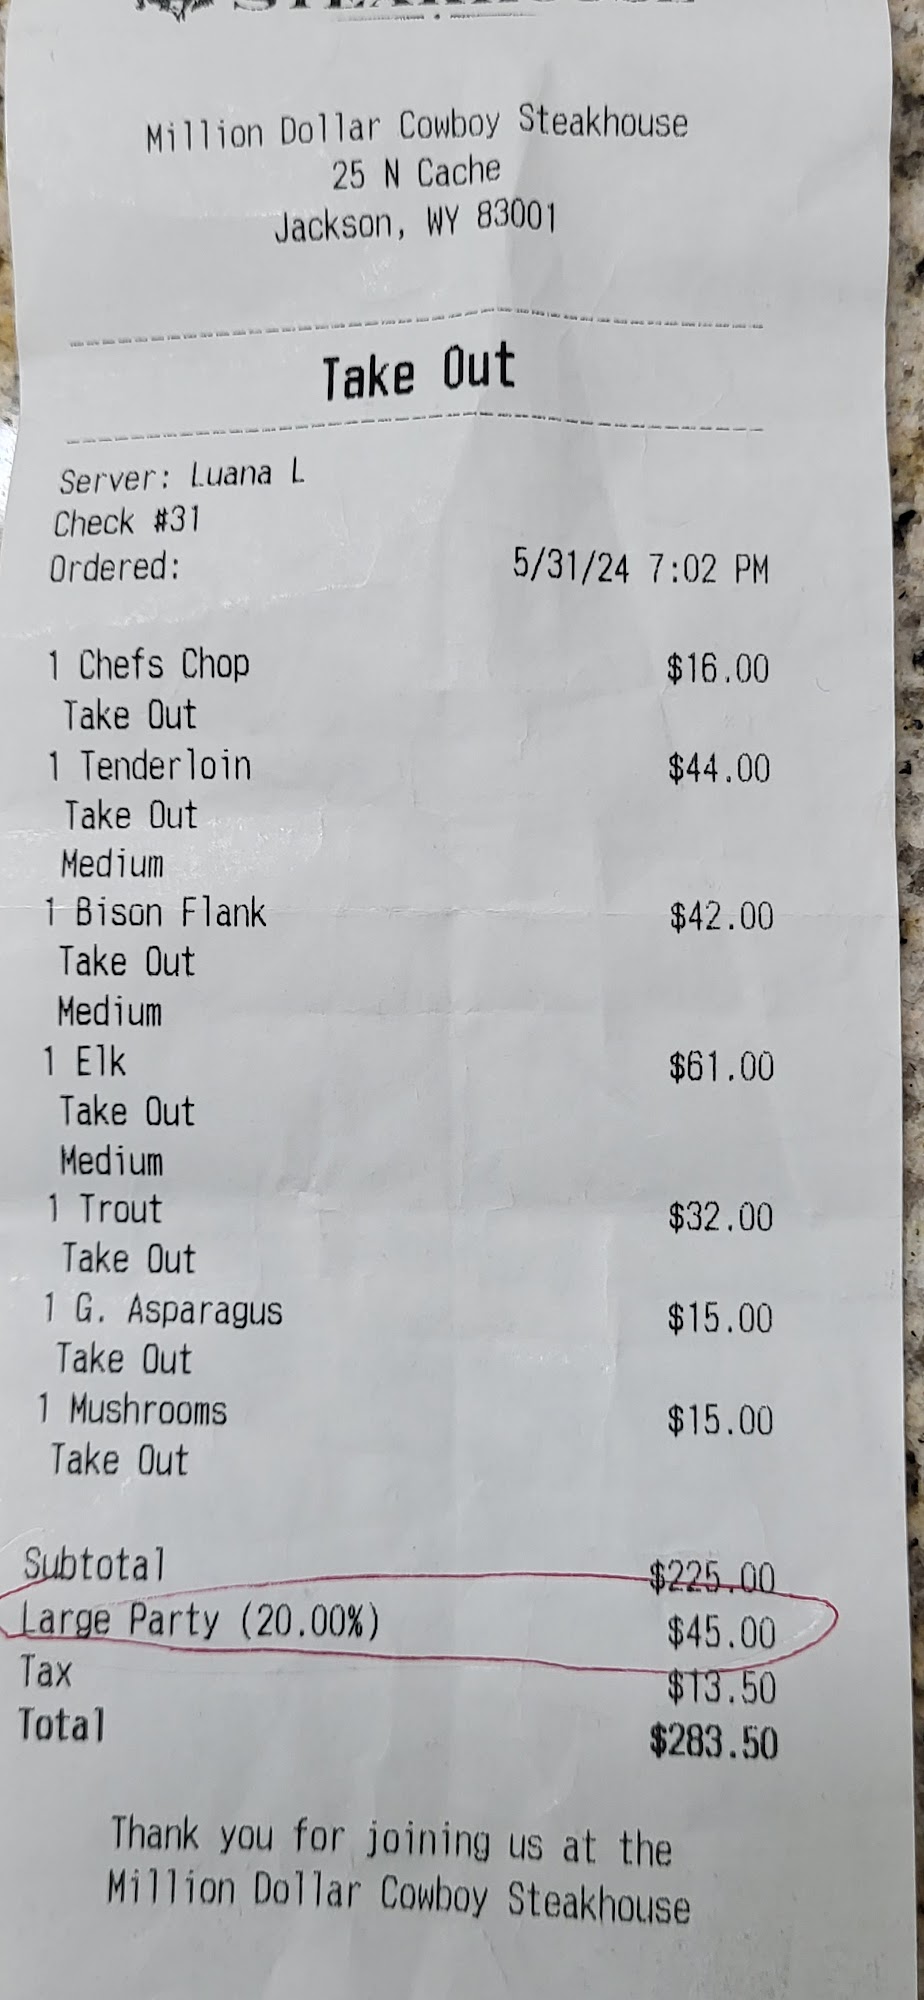 Million Dollar Cowboy Steakhouse
25 N Cache
Jackson, WY 83001
Take Out
Server: Luana L
Check #31
Ordered: 5/31/24 7:02 PM
1 Chefs Chop $16.00
Take Out
1 Tenderloin $44.00
Take Out
Medium
1 Bison Flank $42.00
Take Out
Medium
1 Elk $61.00
Take Out
Medium
1 Trout $32.00
Take Out
1 G. Asparagus $15.00
Take Out
1 Mushrooms $15.00
Take Out
Subtotal $225.00
Large Party (20.00%) $45.00
Tax $13.50
Total $283.50
Thank you for joining us at the
Million Dollar Cowboy Steakhouse